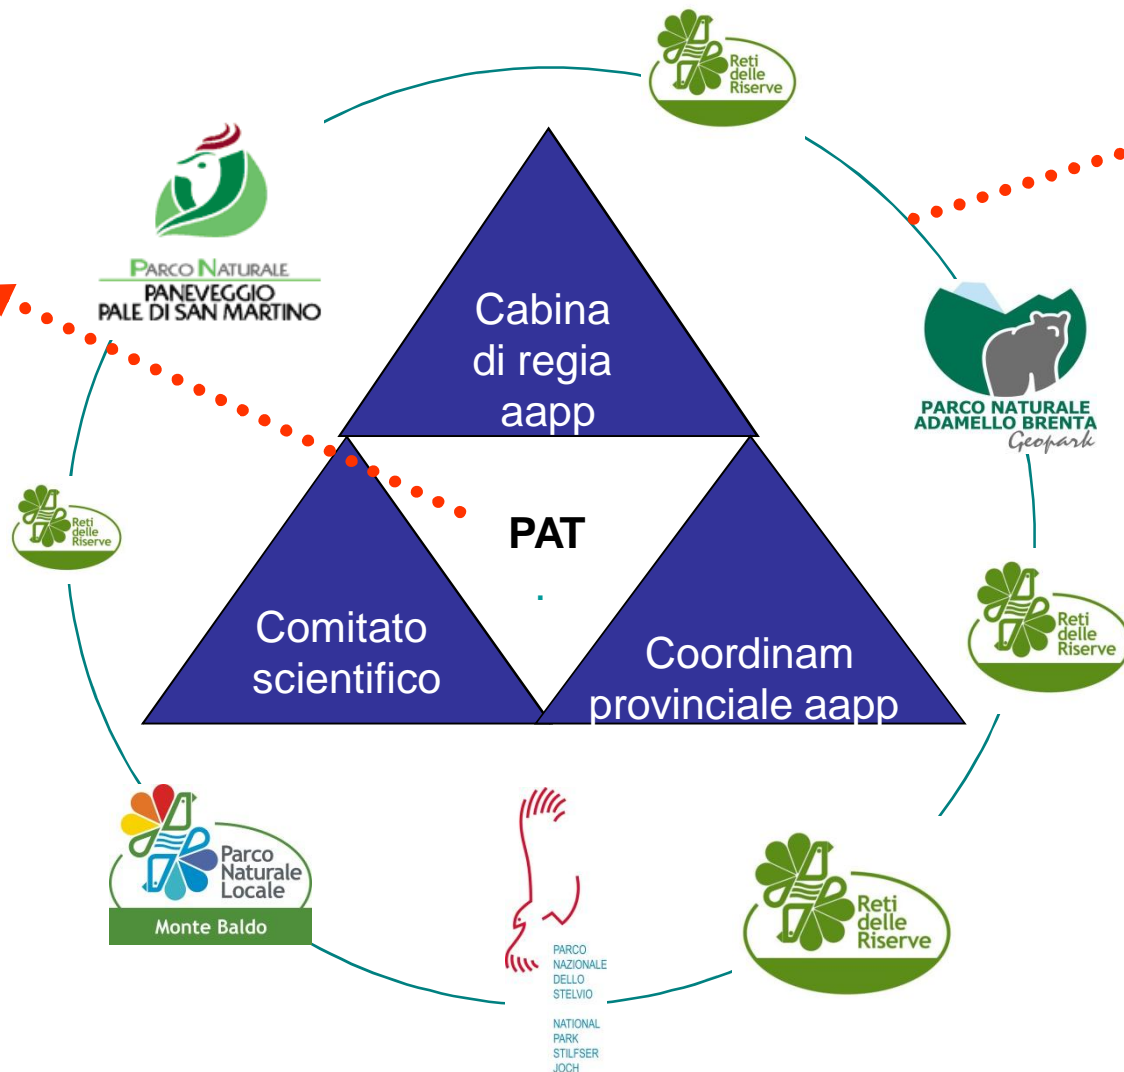 Reti
delle
Riserve
PARCO NATURALE
PANEVEGGIO
PALE DI SAN MARTINO
Cabina
di regia
aapp
PARCO NATURALE
ADAMELLO BRENTA
Geopark
Reti
delle
Riserve
PAT
.
Comitato
scientifico
Coordinam
provinciale aapp
Reti
delle
Riserve
Parco
Naturale
Locale
Monte Baldo
PARCO
NAZIONALE
DELLO
STELVIO
NATIONAL
PARK
STILFSER
JOCH
Reti
delle
Riserve